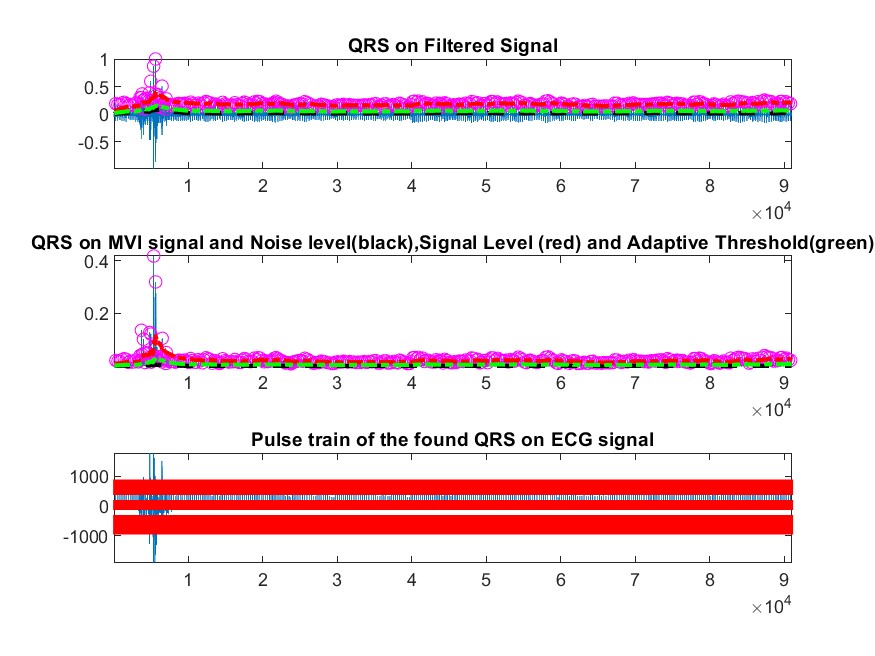 QRS on Filtered Signal
1
0.5
0
-0.5
1 2 3 4 5 6 7 8 9
×10^4
QRS on MVI signal and Noise level(black),Signal Level (red) and Adaptive Threshold(green)
0.4
0.2
1 2 3 4 5 6 7 8 9
×10^4
Pulse train of the found QRS on ECG signal
1000
0
-1000
1 2 3 4 5 6 7 8 9
×10^4